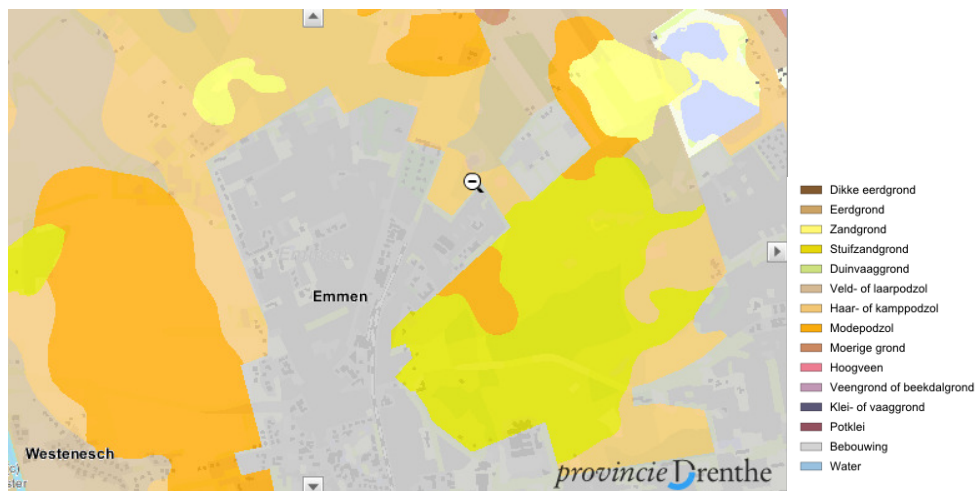 Dikke eerdgrond
Eerdgrond
Zandgrond
Stuifzandgrond
Duinvaaggrond
Veld- of laarpodzol
Haar- of kamppodzol
Modepodzol
Moerige grond
Hoogveen
Veengrond of beekdalgrond
Klei- of vaaggrond
Potklei
Bebouwing
Water
Emmen
Westenesch
provincie Drenthe